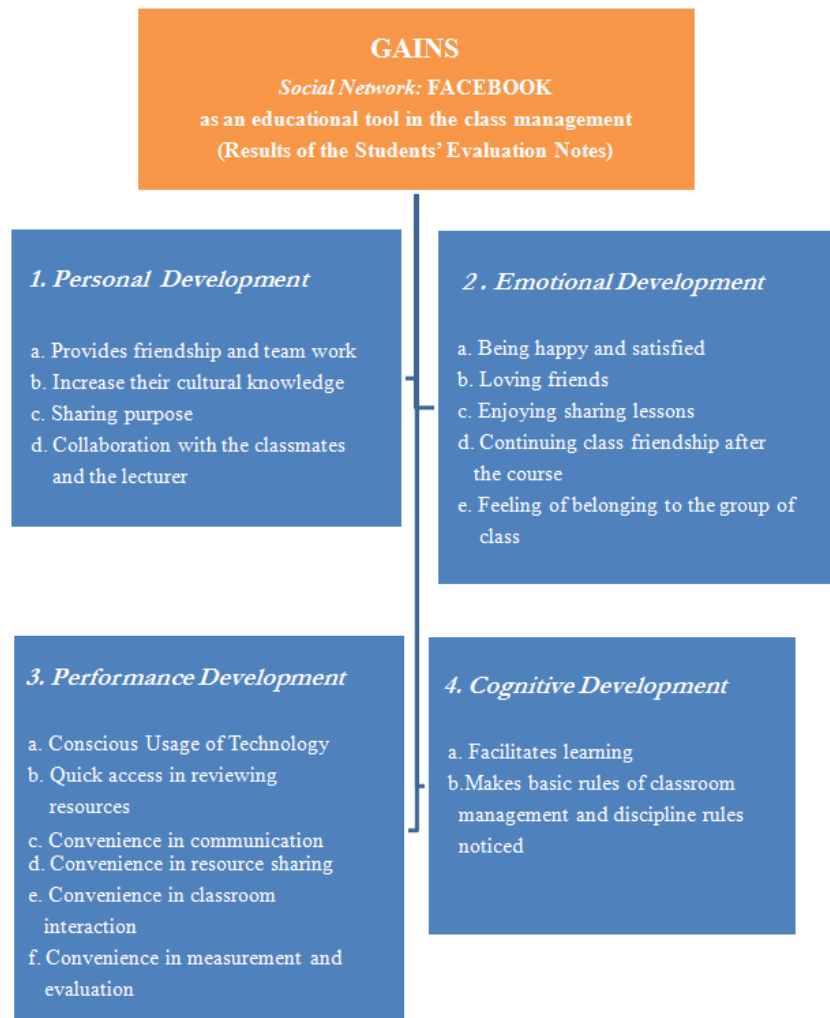 GAINS
Social Network: FACEBOOK
as an educational tool in the class management
(Results of the Students' Evaluation Notes)
1. Personal Development
a. Provides friendship and team work
b. Increase their cultural knowledge
c. Sharing purpose
d. Collaboration with the classmates
and the lecturer
2 . Emotional Development
a. Being happy and satisfied
b. Loving friends
c. Enjoying sharing lessons
d. Continuing class friendship after
the course
e. Feeling of belonging to the group of
class
3. Performance Development
a. Conscious Usage of Technology
b. Quick access in reviewing
resources
c. Convenience in communication
d. Convenience in resource sharing
e. Convenience in classroom
interaction
f. Convenience in measurement and
evaluation
4. Cognitive Development
a. Facilitates learning
b.Makes basic rules of classroom
management and discipline rules
noticed